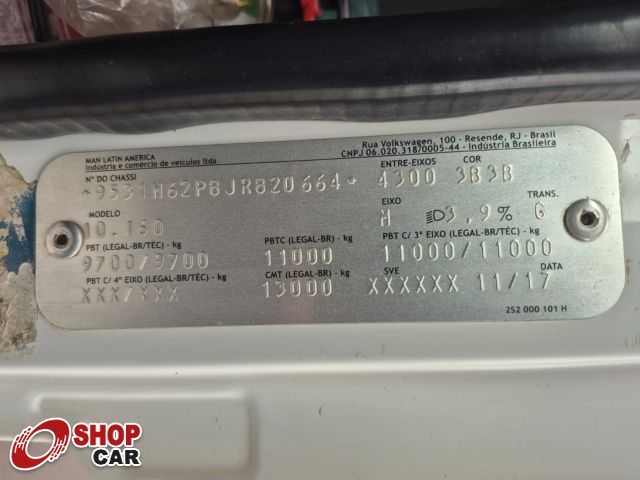 MAN LATIN AMERICA
Indústria e comércio de veículos ltda
Rua Volkswagen, 100 - Resende, RJ - Brasil
CNPJ 06.020.318/0005-44 - Indústria Brasileira
Nº DO CHASSI ENTRE-EIXOS COR
*9531M62P8JR820664* 4300 3B3B
MODELO EIXO TRANS.
10.160 M 3,9% G
PBT (LEGAL-BR/TÉC) - kg PBTC (LEGAL-BR) - kg PBT C/ 3º EIXO (LEGAL-BR/TÉC) - kg
9700/9700 11000 11000/11000
PBT C/ 4º EIXO (LEGAL-BR/TÉC) - kg CMT (LEGAL-BR/TÉC) - kg SVE DATA
XXX/XXX 13000 XXXXXX 11/17
2S2 000 101 H
SHOP
CAR